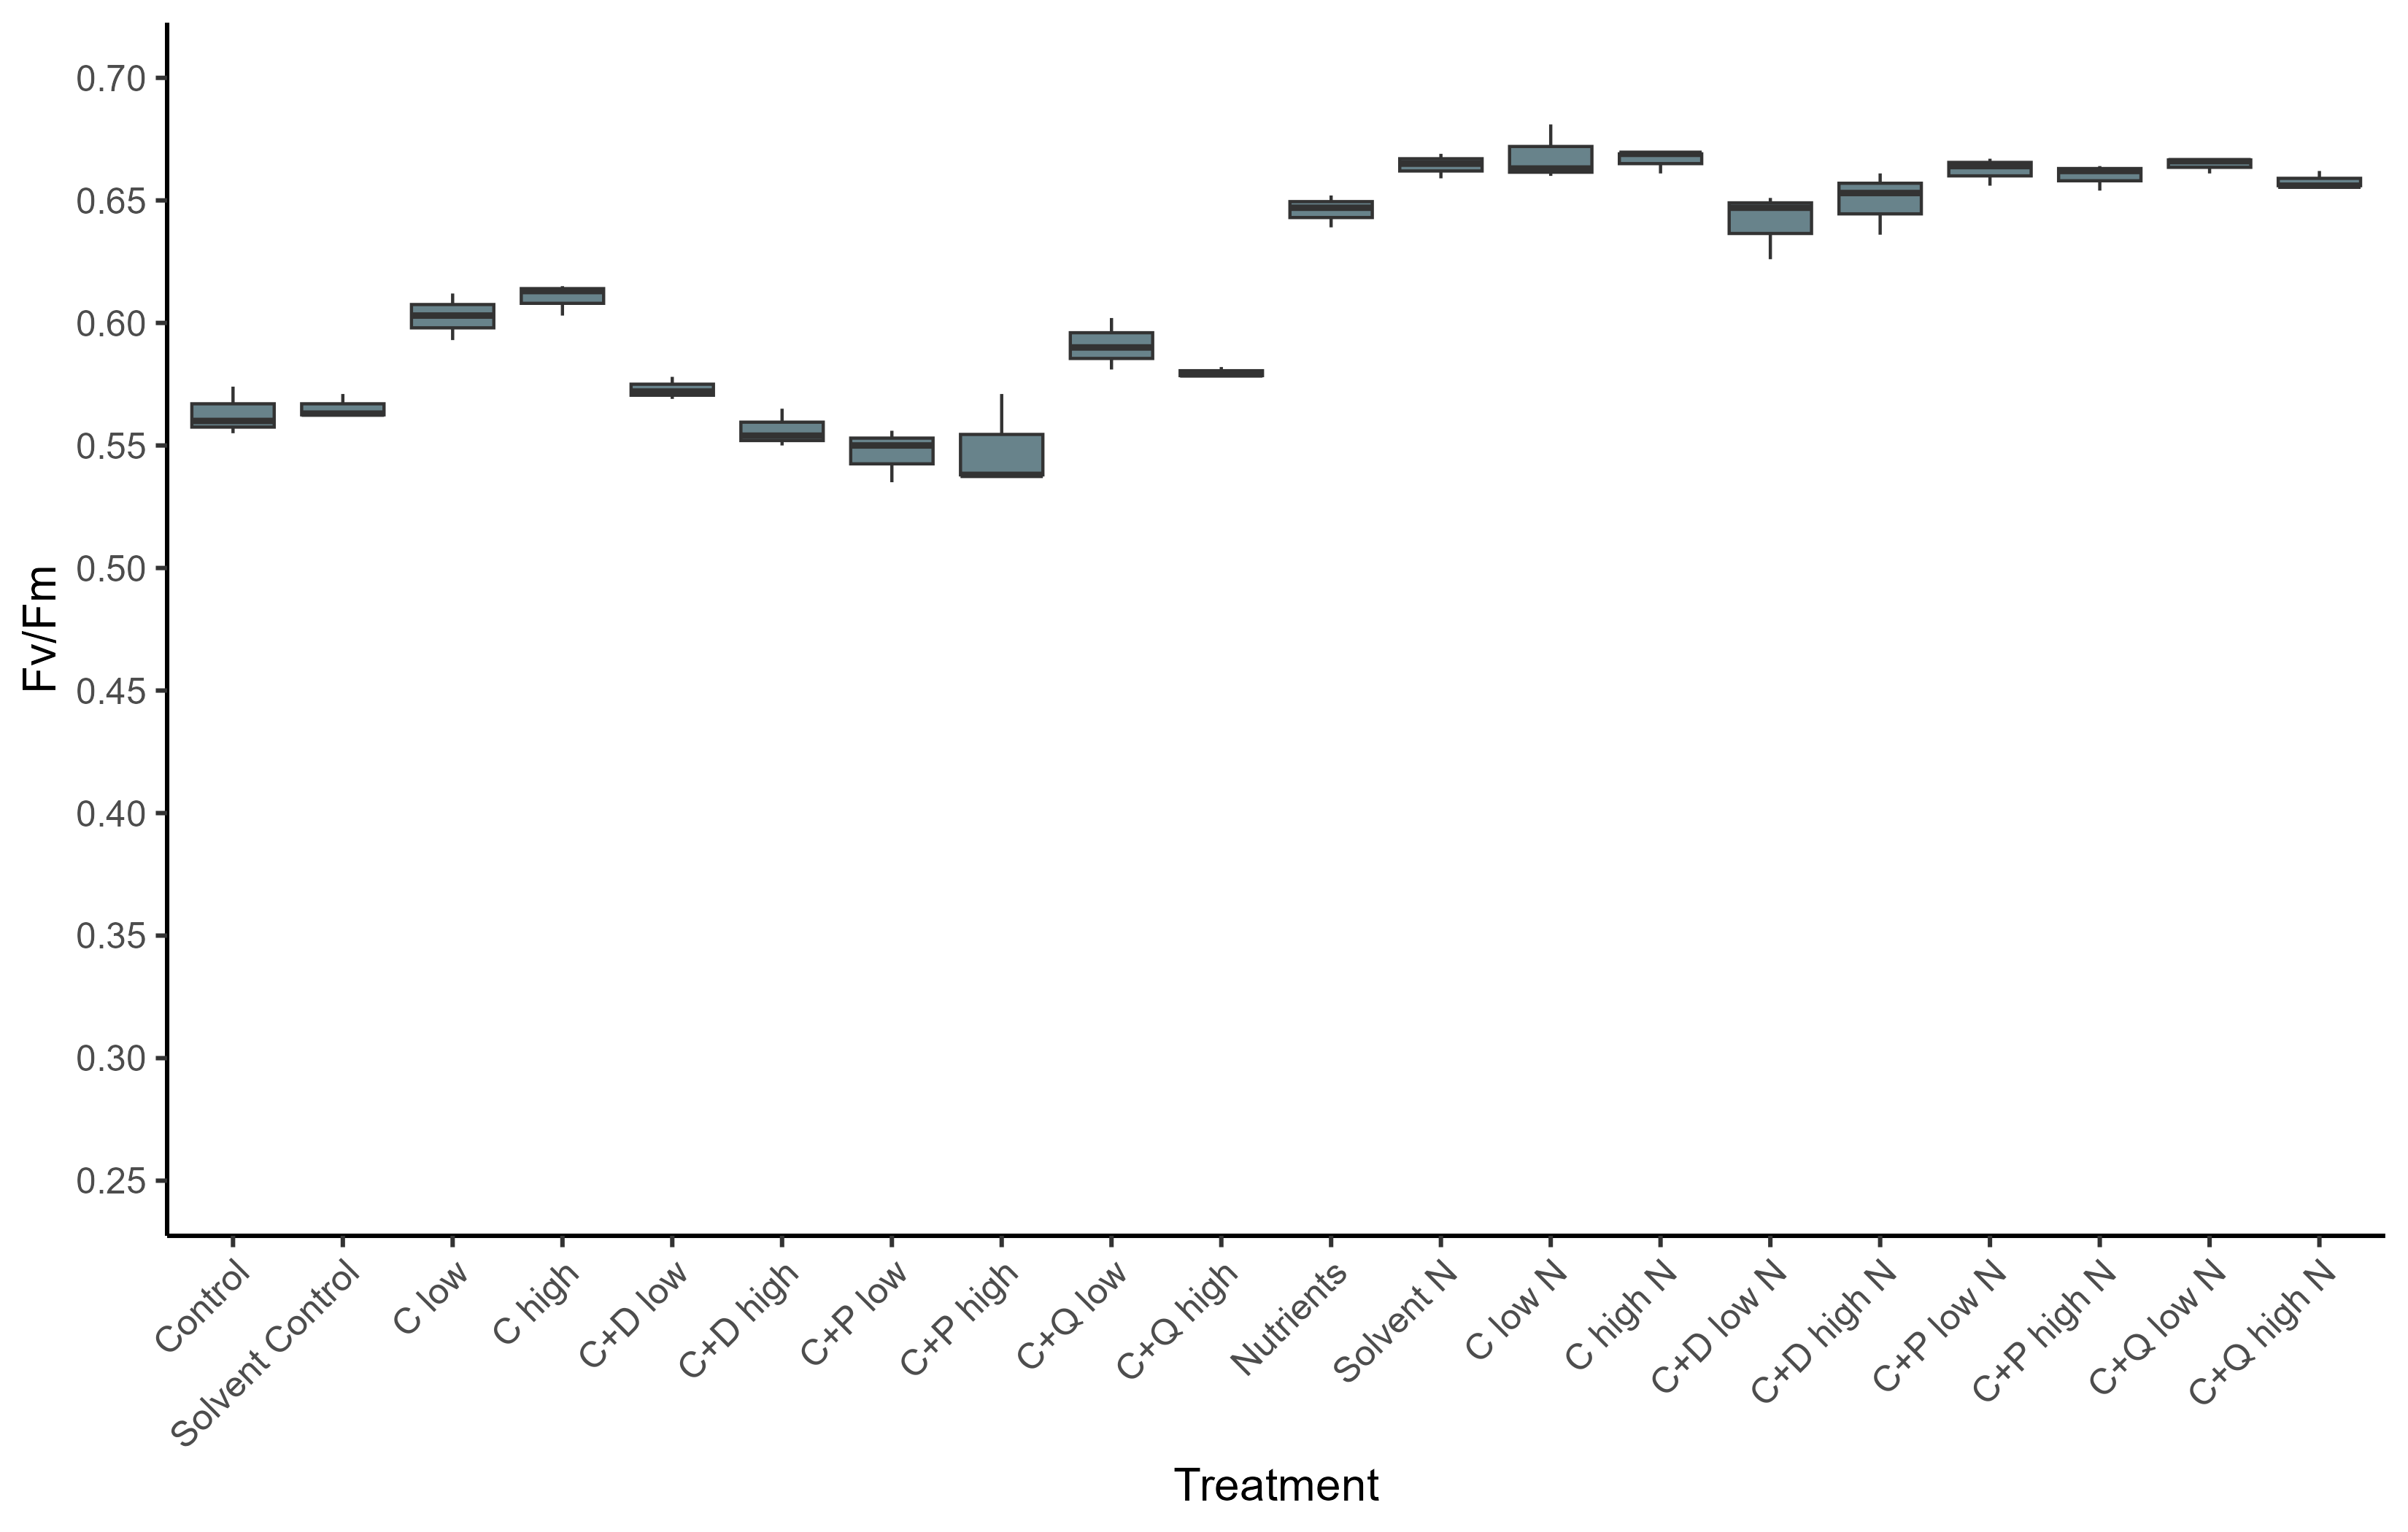 Fv/Fm
0.70
0.65
0.60
0.55
0.50
0.45
0.40
0.35
0.30
0.25
Control
Solvent Control
C low
C high
C+D low
C+D high
C+P low
C+P high
C+Q low
C+Q high
Nutrients
Solvent N
C low N
C high N
C+D low N
C+D high N
C+P low N
C+P high N
C+Q low N
C+Q high N
Treatment